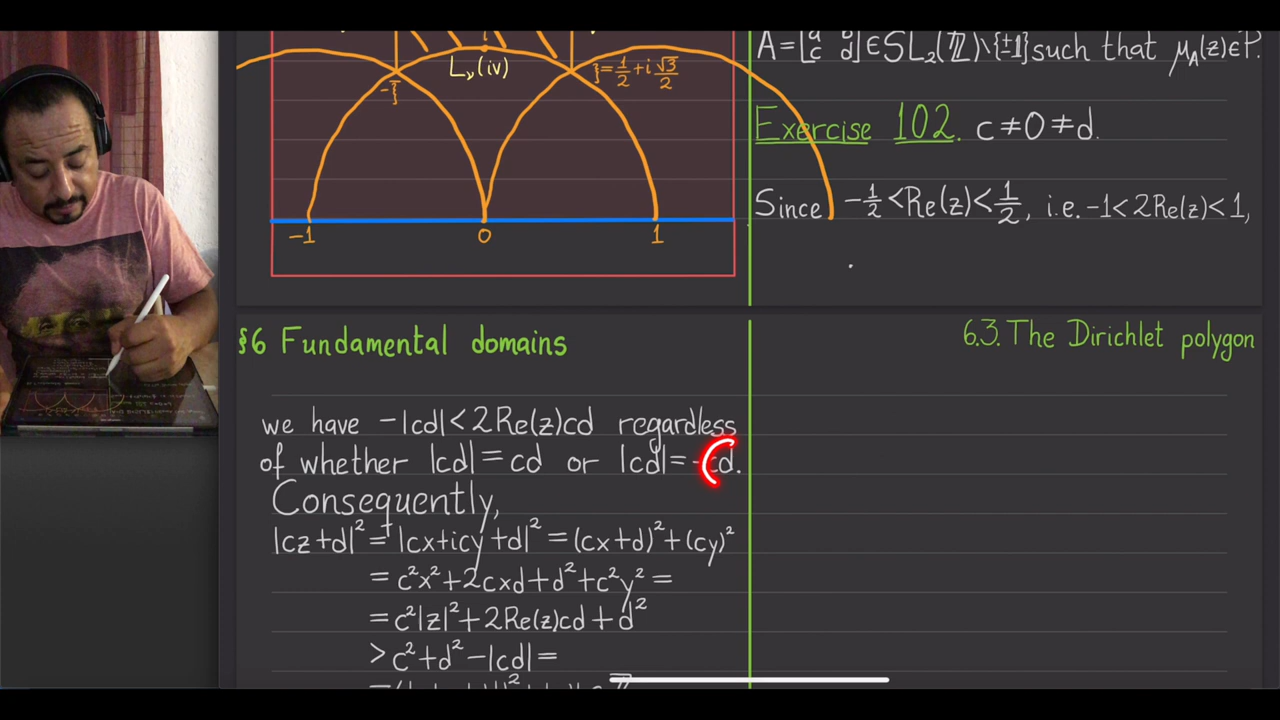 L_ν(iv)
-ξ̄
ξ=1/2+i√3/2
-1 0 1
A=[a b c d]∈SL₂(ℤ)\{±1} such that μ_A(z)∈P.
Exercise 102. c≠0≠d.
Since -1/2<Re(z)<1/2, i.e. -1<2Re(z)<1,
§6 Fundamental domains
we have -|cd|<2Re(z)cd regardless
of whether |cd|=cd or |cd|=-cd.
Consequently,
|cz+d|²=|cx+icy+d|²=(cx+d)²+(cy)²
=c²x²+2cxd+d²+c²y²=
=c²|z|²+2Re(z)cd+d²
>c²+d²-|cd|=
6.3. The Dirichlet polygon